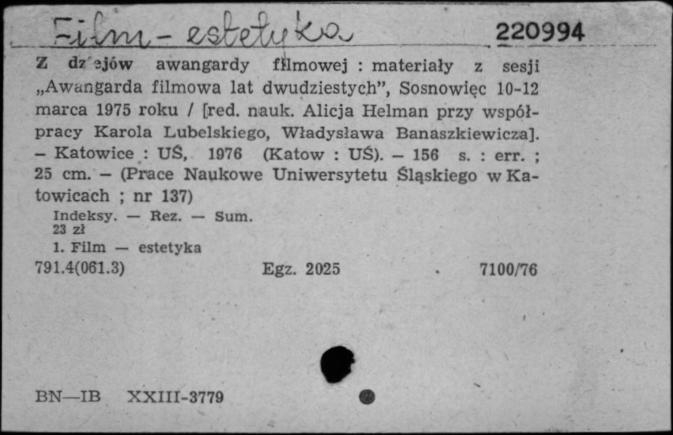 Film - estetyka 220994
Z dziejów awangardy filmowej : materiały z sesji
„Awangarda filmowa lat dwudziestych”, Sosnowięc 10-12
marca 1975 roku / [red. nauk. Alicja Helman przy współ-
pracy Karola Lubelskiego, Władysława Banaszkiewicza].
— Katowice : UŚ, 1976 (Katow : UŚ). — 156 s. : err. ;
25 cm. — (Prace Naukowe Uniwersytetu Śląskiego w Ka-
towicach ; nr 137)
Indeksy. — Rez. — Sum.
23 zł
1. Film — estetyka
791.4(061.3) Egz. 2025 7100/76
BN—IB XXIII-3779